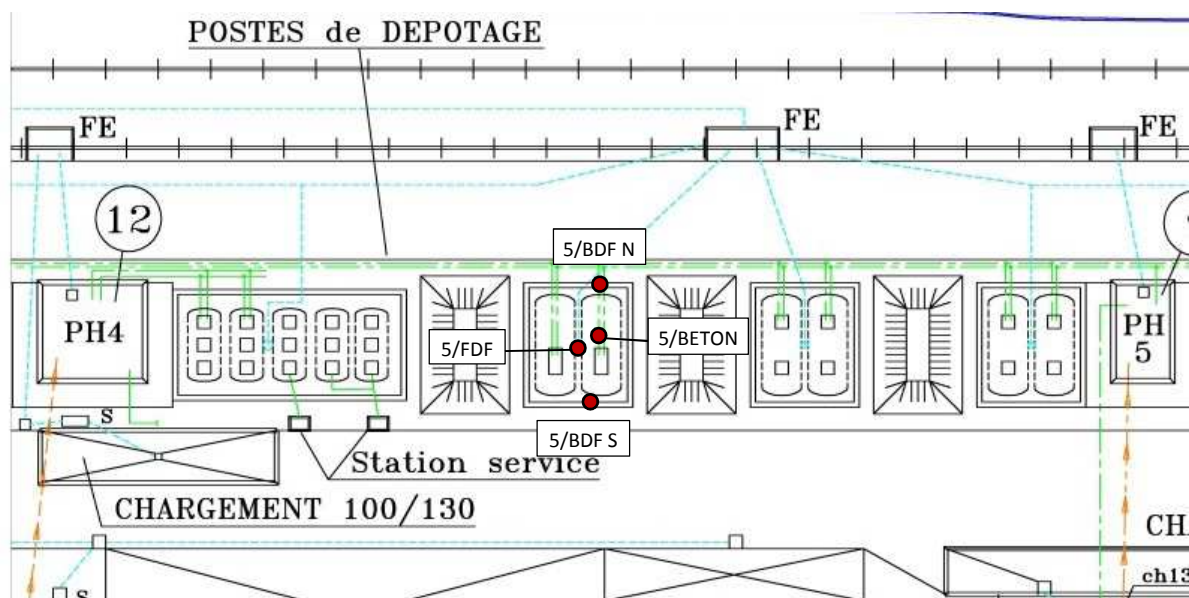 POSTES de DEPOTAGE
FE
FE
FE
12
5/BDF N
PH4
5/FDF
5/BETON
PH
5
S
5/BDF S
Station service
CHARGEMENT 100/130
CHA
ch13
S